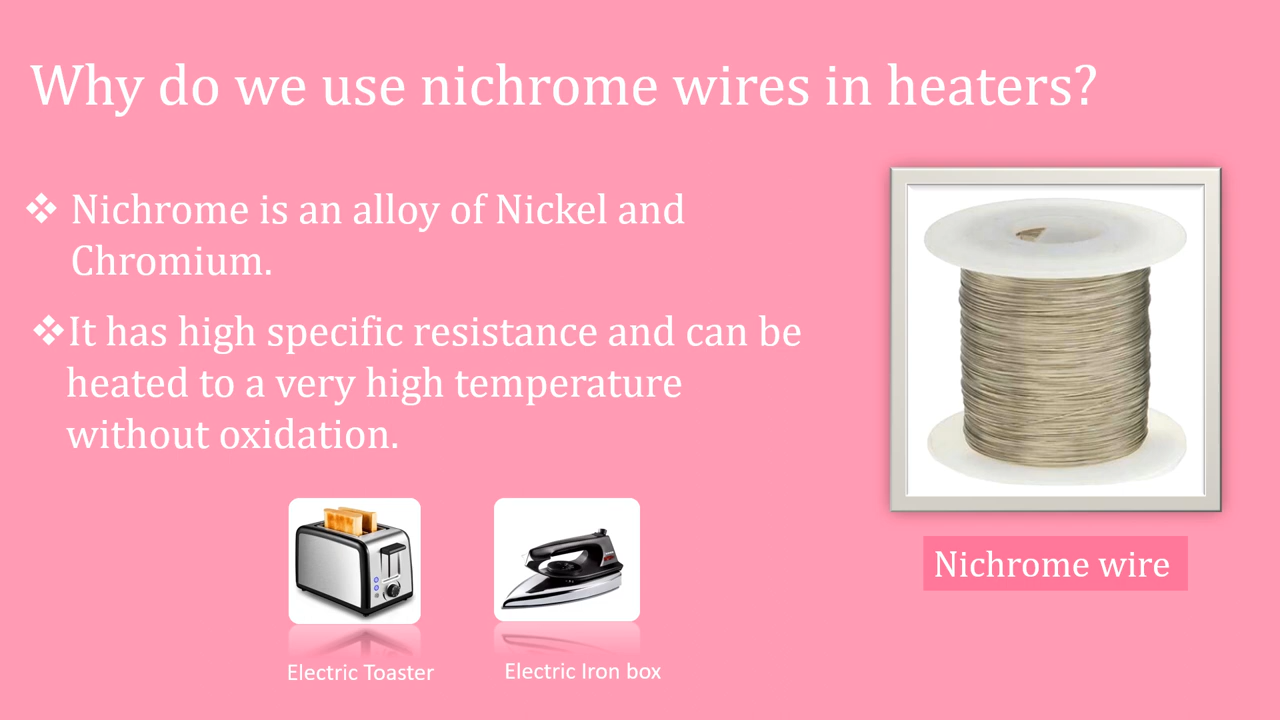 Why do we use nichrome wires in heaters?
❖ Nichrome is an alloy of Nickel and
Chromium.
❖It has high specific resistance and can be
heated to a very high temperature
without oxidation.
Nichrome wire
Electric Toaster
Electric Iron box